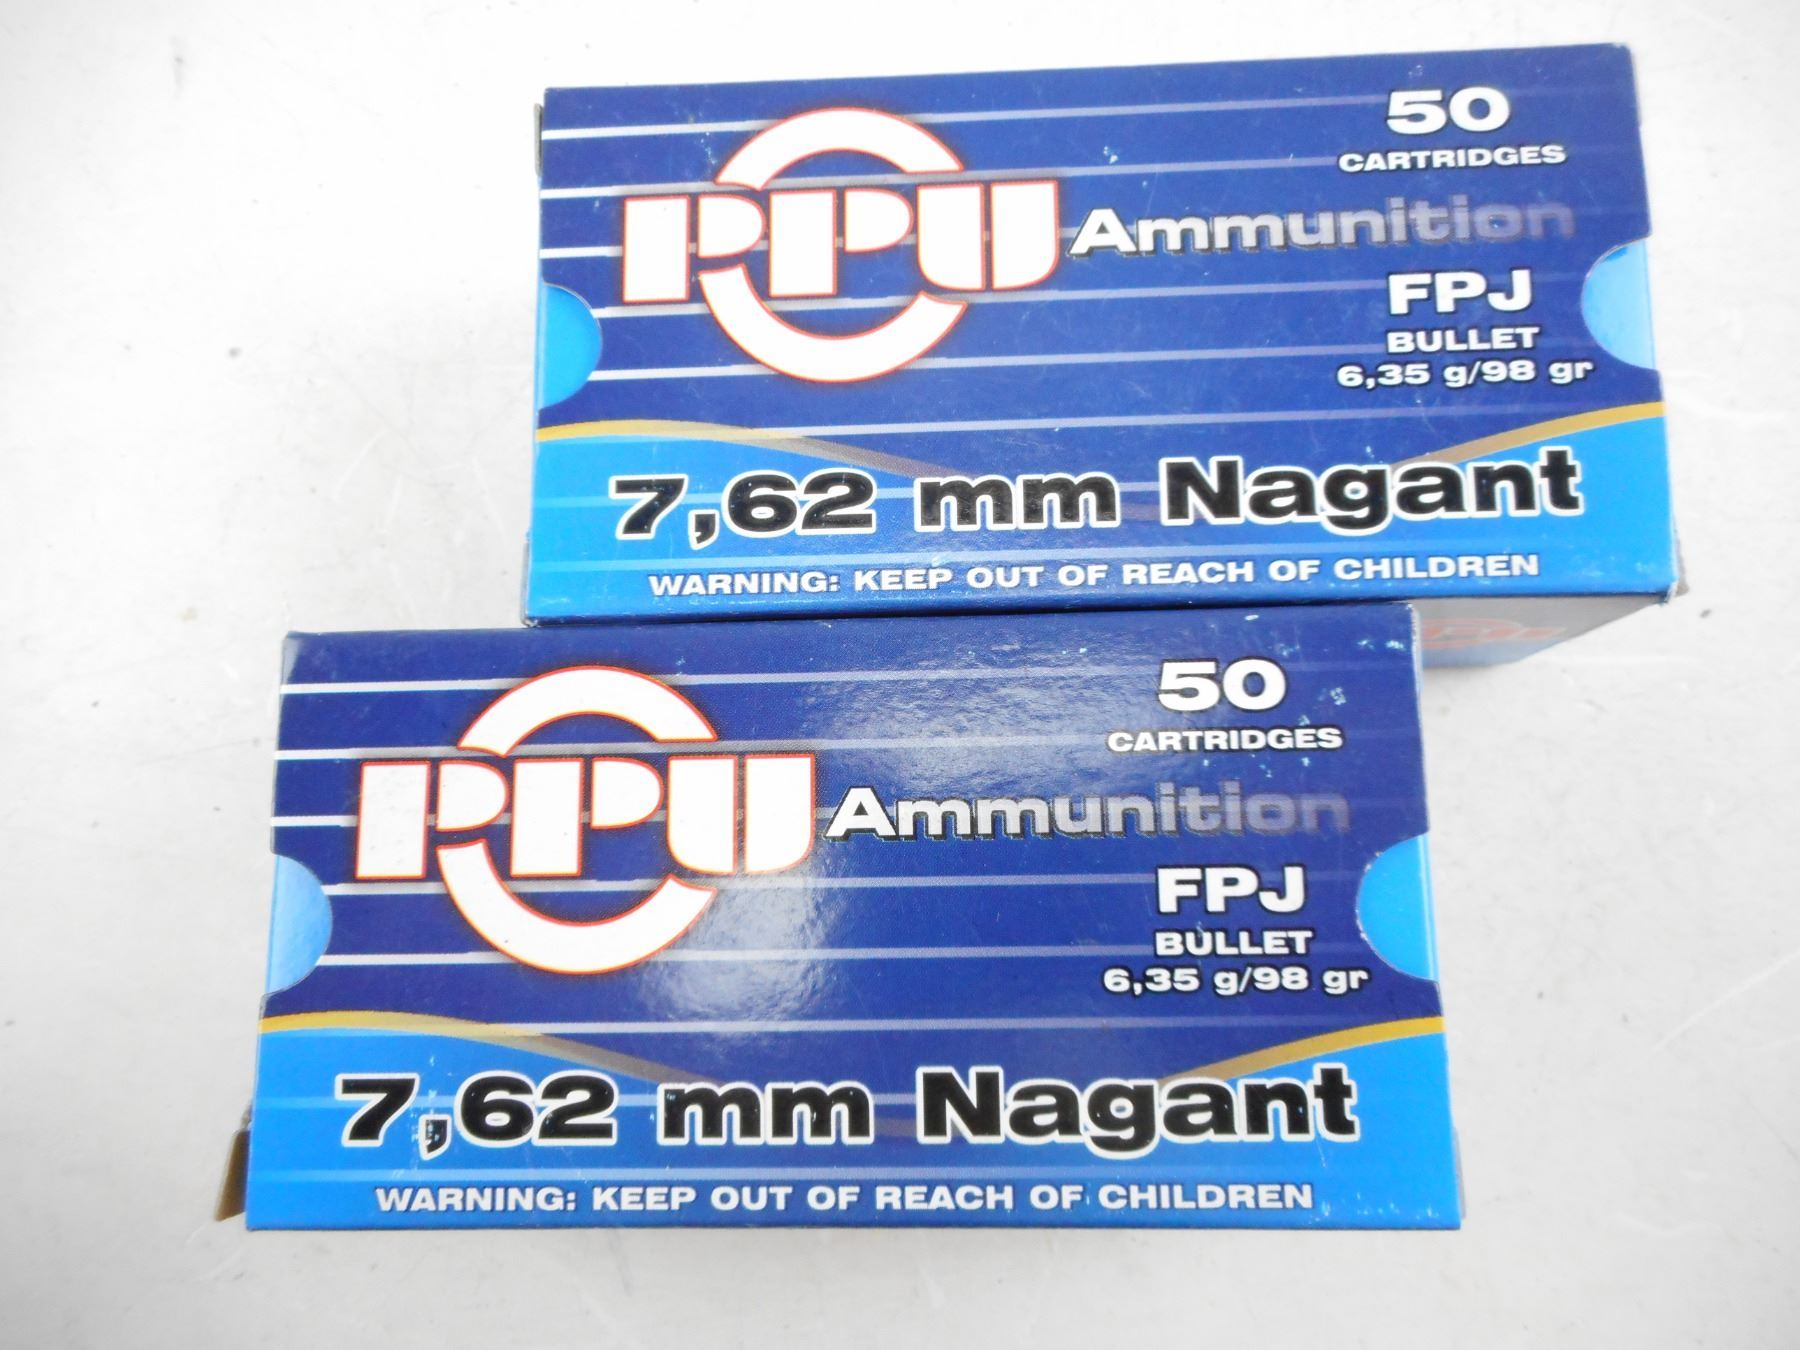 50
CARTRIDGES
PPU Ammunition
FPJ
BULLET
6,35 g/98 gr
7,62 mm Nagant
WARNING: KEEP OUT OF REACH OF CHILDREN
50
CARTRIDGES
PPU Ammunition
FPJ
BULLET
6,35 g/98 gr
7,62 mm Nagant
WARNING: KEEP OUT OF REACH OF CHILDREN